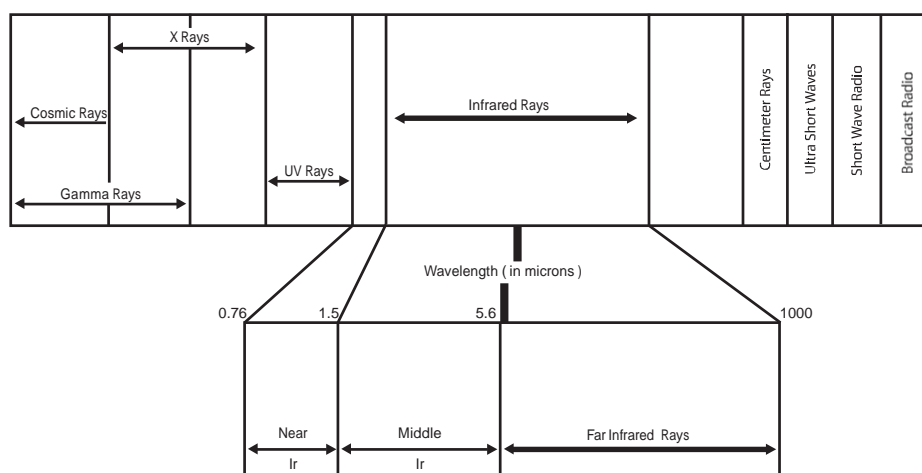 X Rays
Cosmic Rays
Infrared Rays
UV Rays
Gamma Rays
Centimeter Rays
Ultra Short Waves
Short Wave Radio
Broadcast Radio
Wavelength ( in microns )
0.76
1.5
5.6
1000
Near
Ir
Middle
Ir
Far Infrared Rays